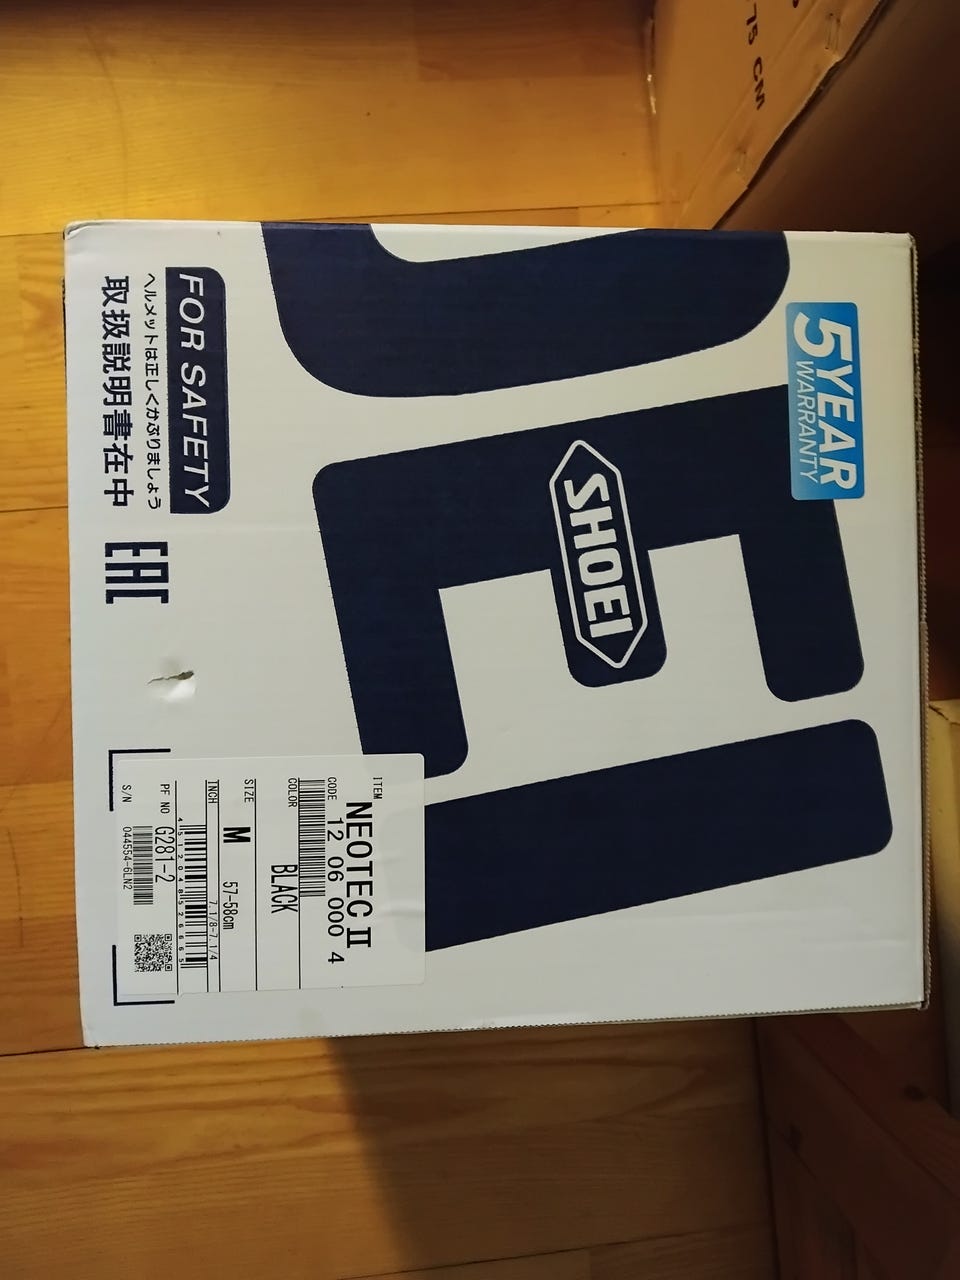 75 CM
5YEAR
WARRANTY
SHOEI
FOR SAFETY
ヘルメットは正しくかぶりましょう
取扱説明書在中
EAC
ITEM
NEOTEC II
CODE 12 06 000 4
COLOR BLACK
SIZE M 57-58cm
INCH 7.1/8-7.1/4
PF NO G281-2
S/N 044554-6LN2